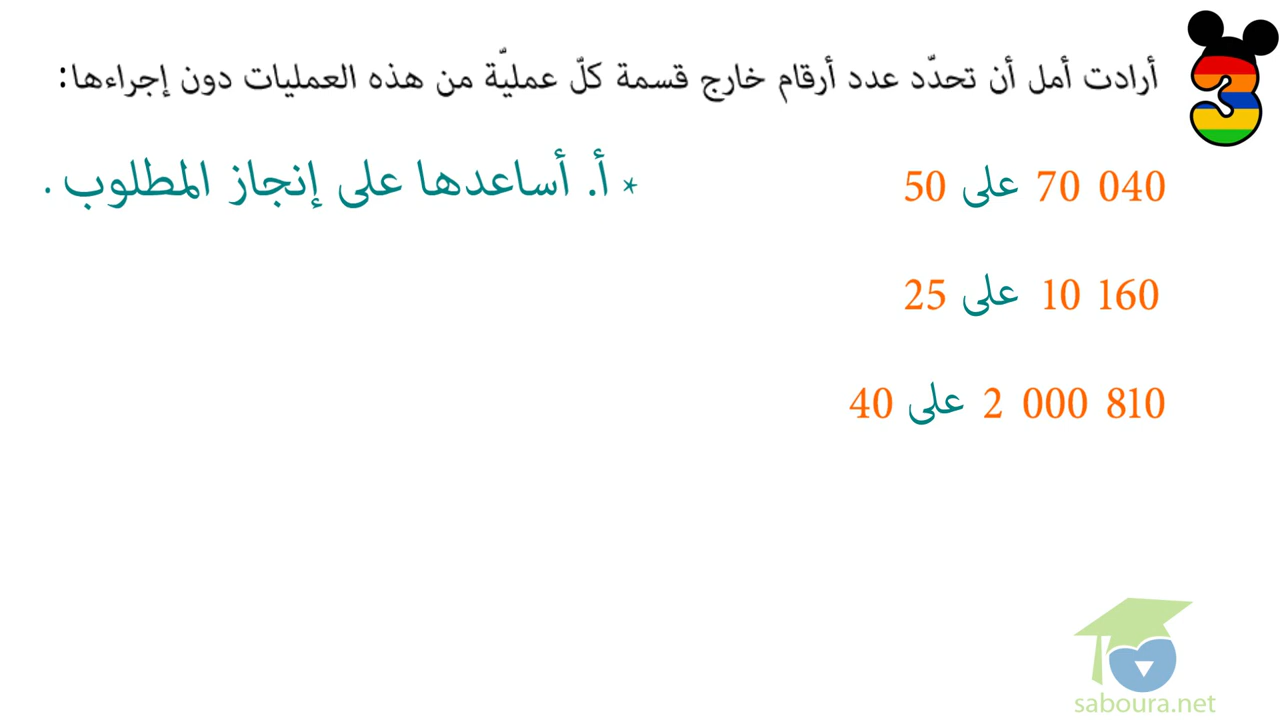 3
أرادت أمل أن تحدّد عدد أرقام خارج قسمة كلّ عمليّة من هذه العمليات دون إجراءها:
70 040 على 50
* أ. أساعدها على إنجاز المطلوب .
10 160 على 25
2 000 810 على 40
saboura.net